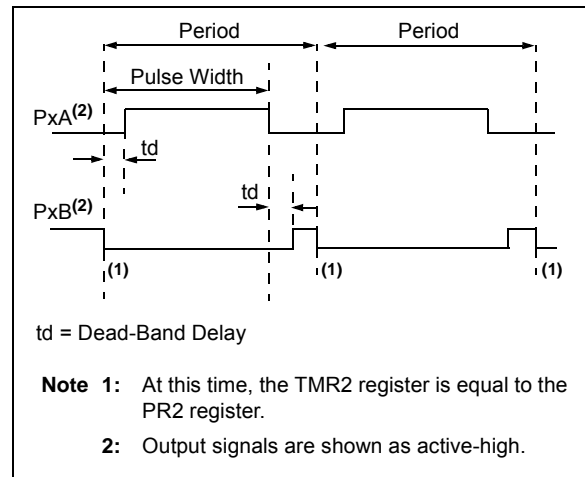 Period
Period
Pulse Width
PxA(2)
td
td
PxB(2)
(1)
(1)
(1)
td = Dead-Band Delay
Note 1: At this time, the TMR2 register is equal to the
PR2 register.
2: Output signals are shown as active-high.